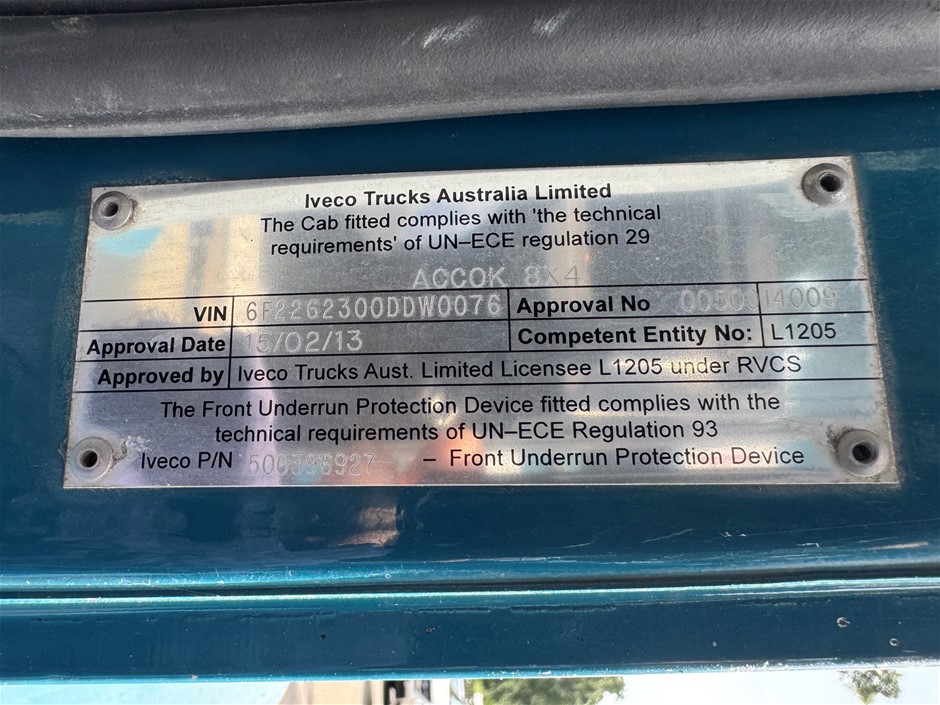 Iveco Trucks Australia Limited
The Cab fitted complies with 'the technical
requirements' of UN–ECE regulation 29
ACCOK 8X4
VIN 6F2262300DDW0076 Approval No
Approval Date 15/02/13 Competent Entity No: L1205
Approved by Iveco Trucks Aust. Limited Licensee L1205 under RVCS
The Front Underrun Protection Device fitted complies with the
technical requirements of UN–ECE Regulation 93
Iveco P/N – Front Underrun Protection Device